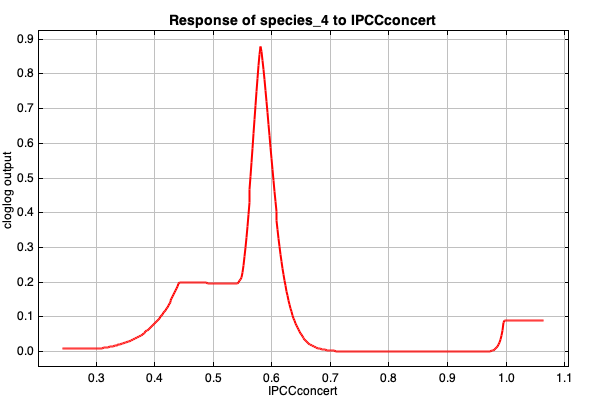 Response of species_4 to IPCCconcert
cloglog output
0.9
0.8
0.7
0.6
0.5
0.4
0.3
0.2
0.1
0.0
0.3 0.4 0.5 0.6 0.7 0.8 0.9 1.0 1.1
IPCCconcert